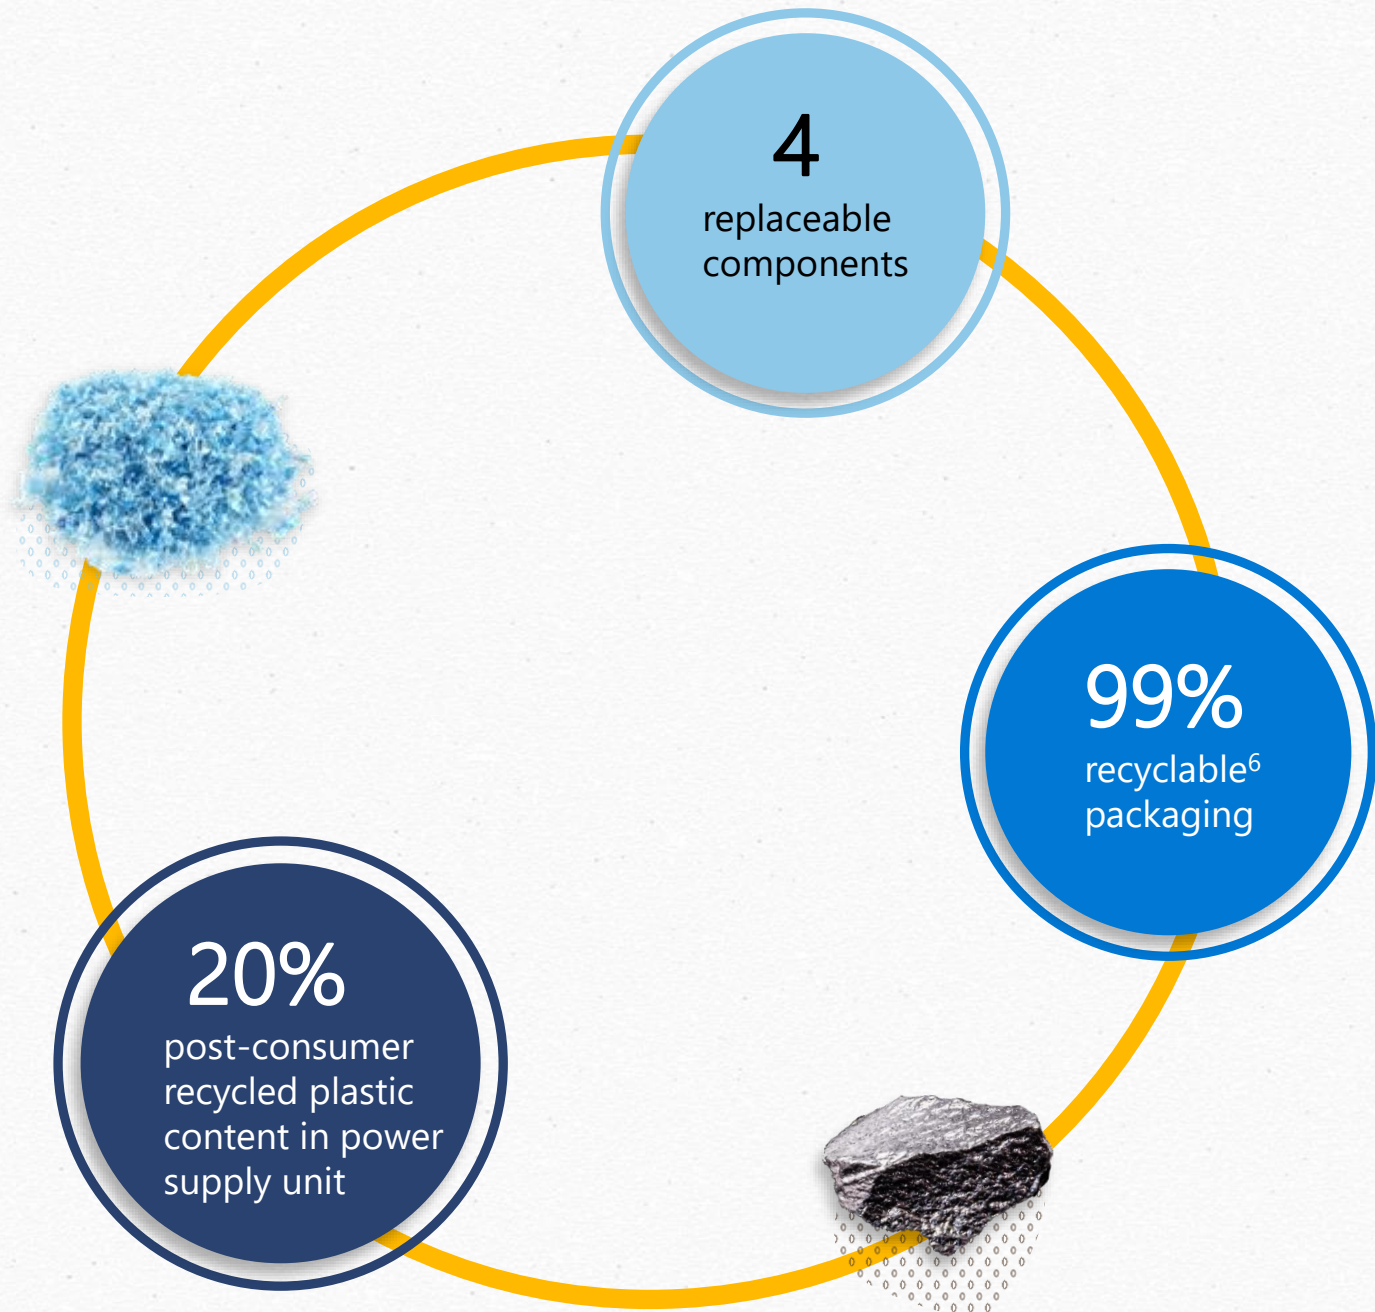 4
replaceable
components
99%
recyclable⁶
packaging
20%
post-consumer
recycled plastic
content in power
supply unit